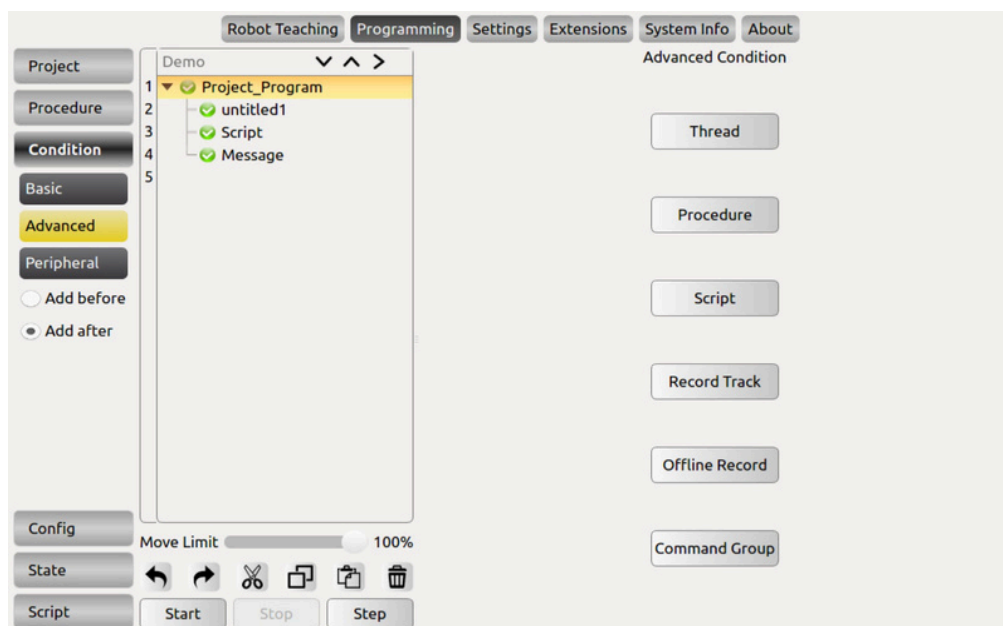 Robot Teaching Programming Settings Extensions System Info About
Project
Procedure
Condition
Basic
Advanced
Peripheral
Add before
Add after
Config
State
Script
Demo
1 Project_Program
2 untitled1
3 Script
4 Message
5
Move Limit 100%
Start Stop Step
Advanced Condition
Thread
Procedure
Script
Record Track
Offline Record
Command Group